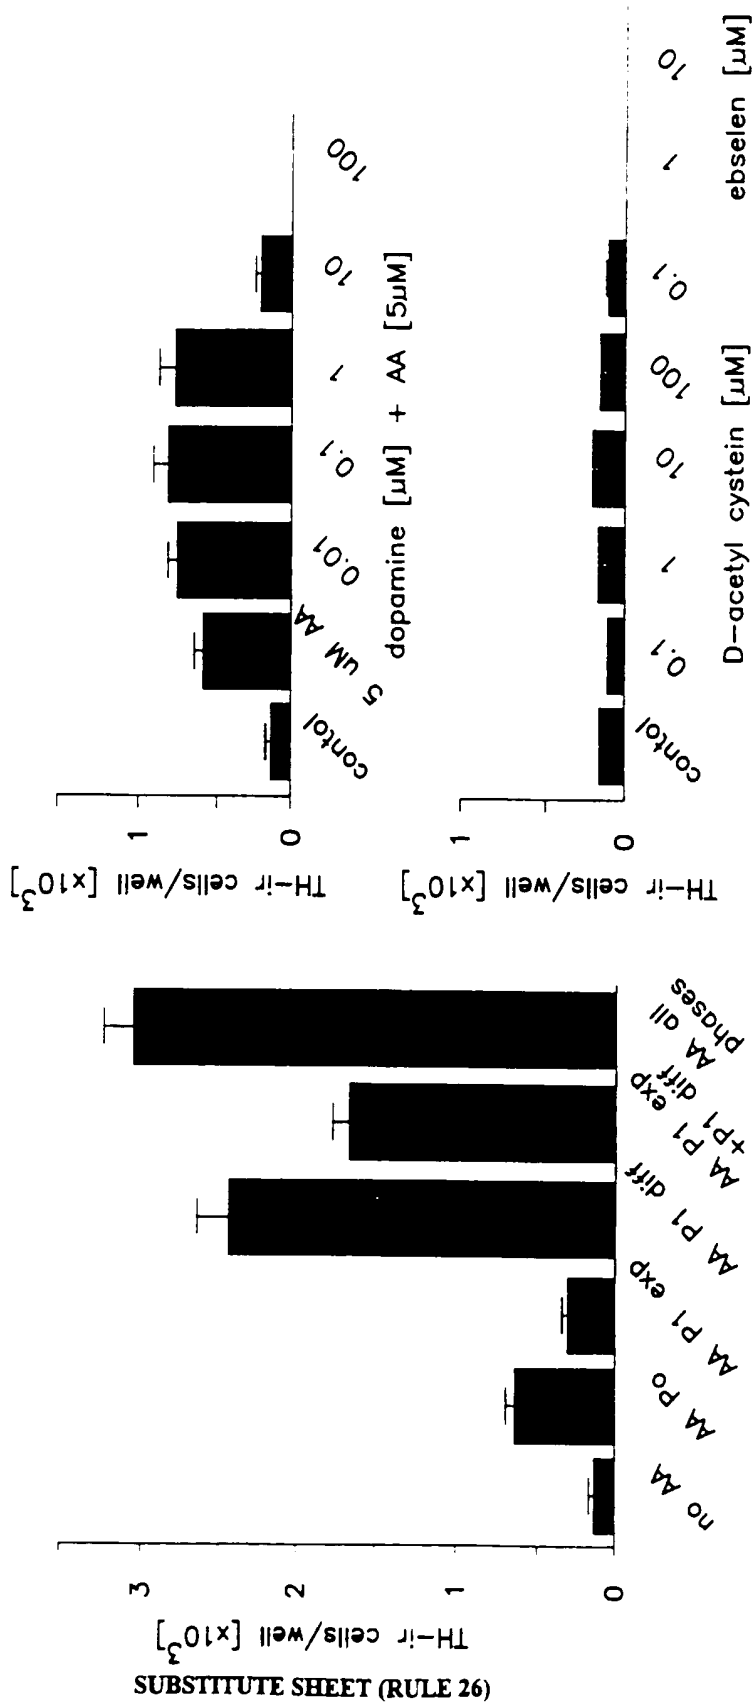 TH-ir cells/well [x10³]
3
2
1
0
no AA
AA Po
AA P1 exp
AA P1 diff
AA P1 exp
+P1 diff
AA all
phases
TH-ir cells/well [x10³]
1
0
contol
5 uM AA
0.01
0.1
1
10
100
dopamine [µM] + AA [5µM]
TH-ir cells/well [x10³]
1
0
contol
0.1
1
10
100
0.1
1
10
D-acetyl cystein [µM]
ebselen [µM]
SUBSTITUTE SHEET (RULE 26)